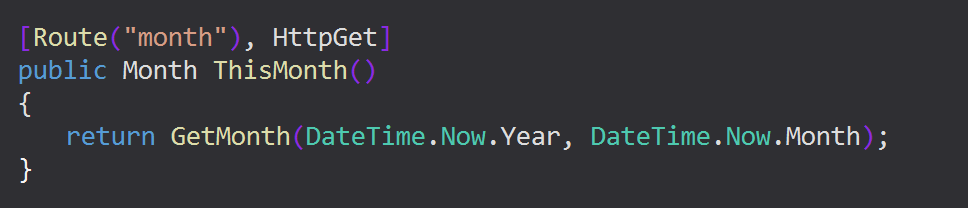 [Route("month"), HttpGet]
public Month ThisMonth()
{
return GetMonth(DateTime.Now.Year, DateTime.Now.Month);
}